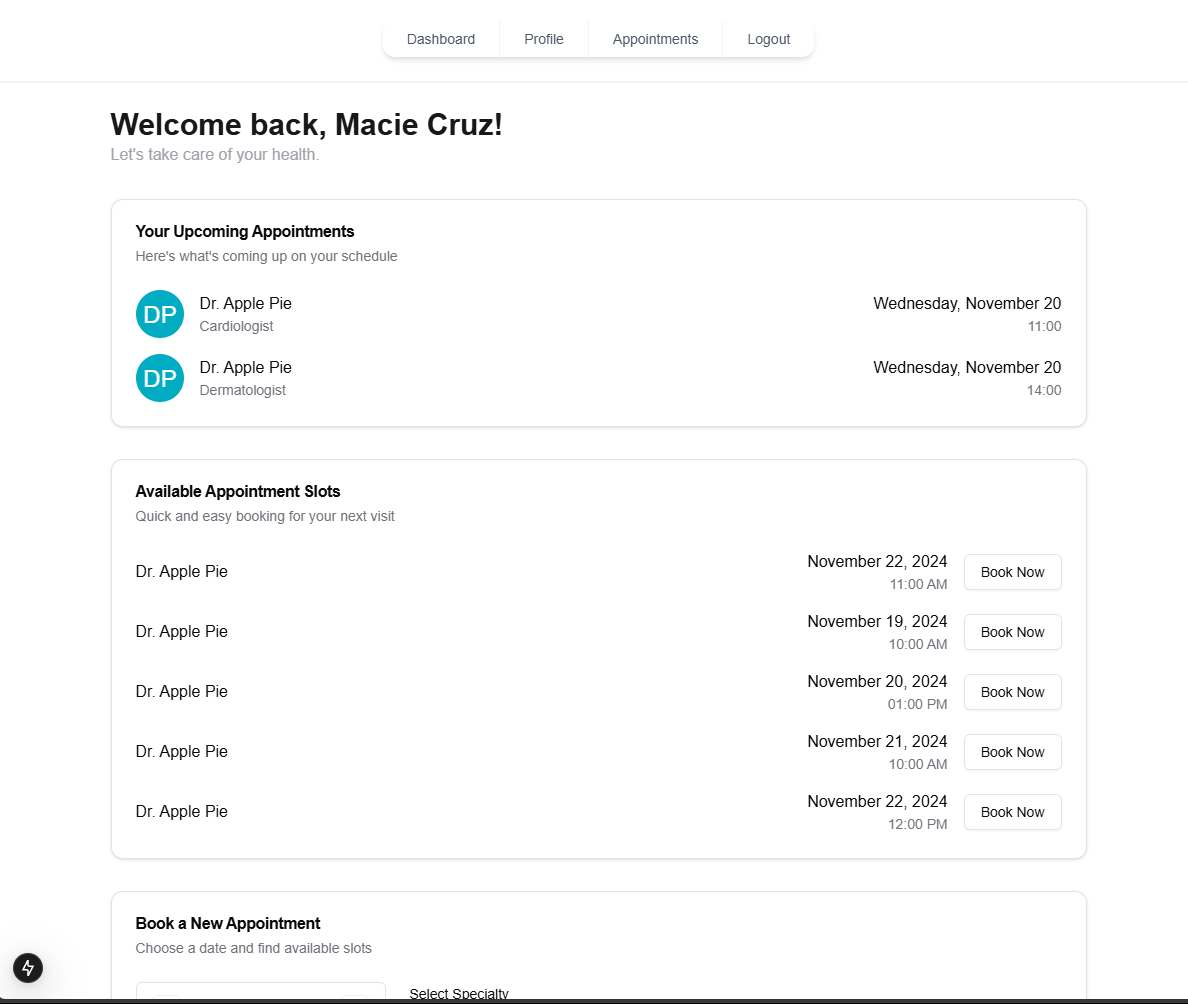 Dashboard Profile Appointments Logout
Welcome back, Macie Cruz!
Let's take care of your health.
Your Upcoming Appointments
Here's what's coming up on your schedule
DP Dr. Apple Pie Wednesday, November 20
Cardiologist 11:00
DP Dr. Apple Pie Wednesday, November 20
Dermatologist 14:00
Available Appointment Slots
Quick and easy booking for your next visit
Dr. Apple Pie November 22, 2024 Book Now
11:00 AM
Dr. Apple Pie November 19, 2024 Book Now
10:00 AM
Dr. Apple Pie November 20, 2024 Book Now
01:00 PM
Dr. Apple Pie November 21, 2024 Book Now
10:00 AM
Dr. Apple Pie November 22, 2024 Book Now
12:00 PM
Book a New Appointment
Choose a date and find available slots
Select Specialty